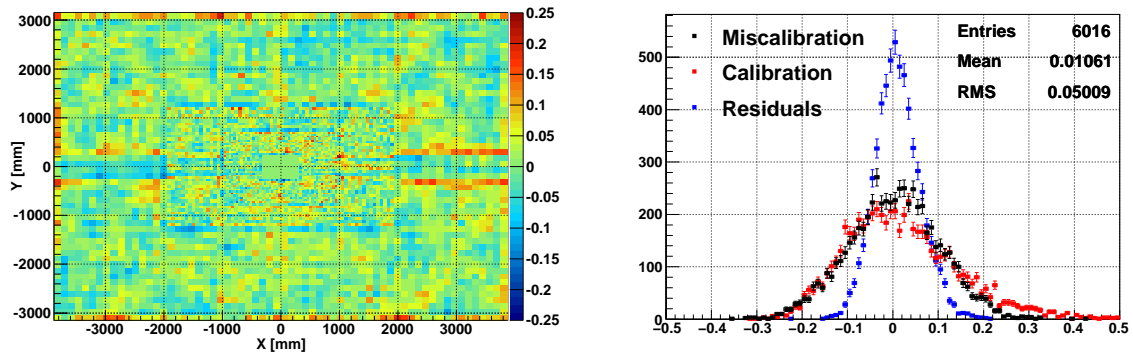 3000
2000
1000
0
-1000
-2000
-3000
Y [mm]
-3000 -2000 -1000 0 1000 2000 3000
X [mm]
0.25
0.2
0.15
0.1
0.05
0
-0.05
-0.1
-0.15
-0.2
-0.25
500
400
300
200
100
0
Miscalibration
Calibration
Residuals
Entries 6016
Mean 0.01061
RMS 0.05009
-0.5 -0.4 -0.3 -0.2 -0.1 0 0.1 0.2 0.3 0.4 0.5